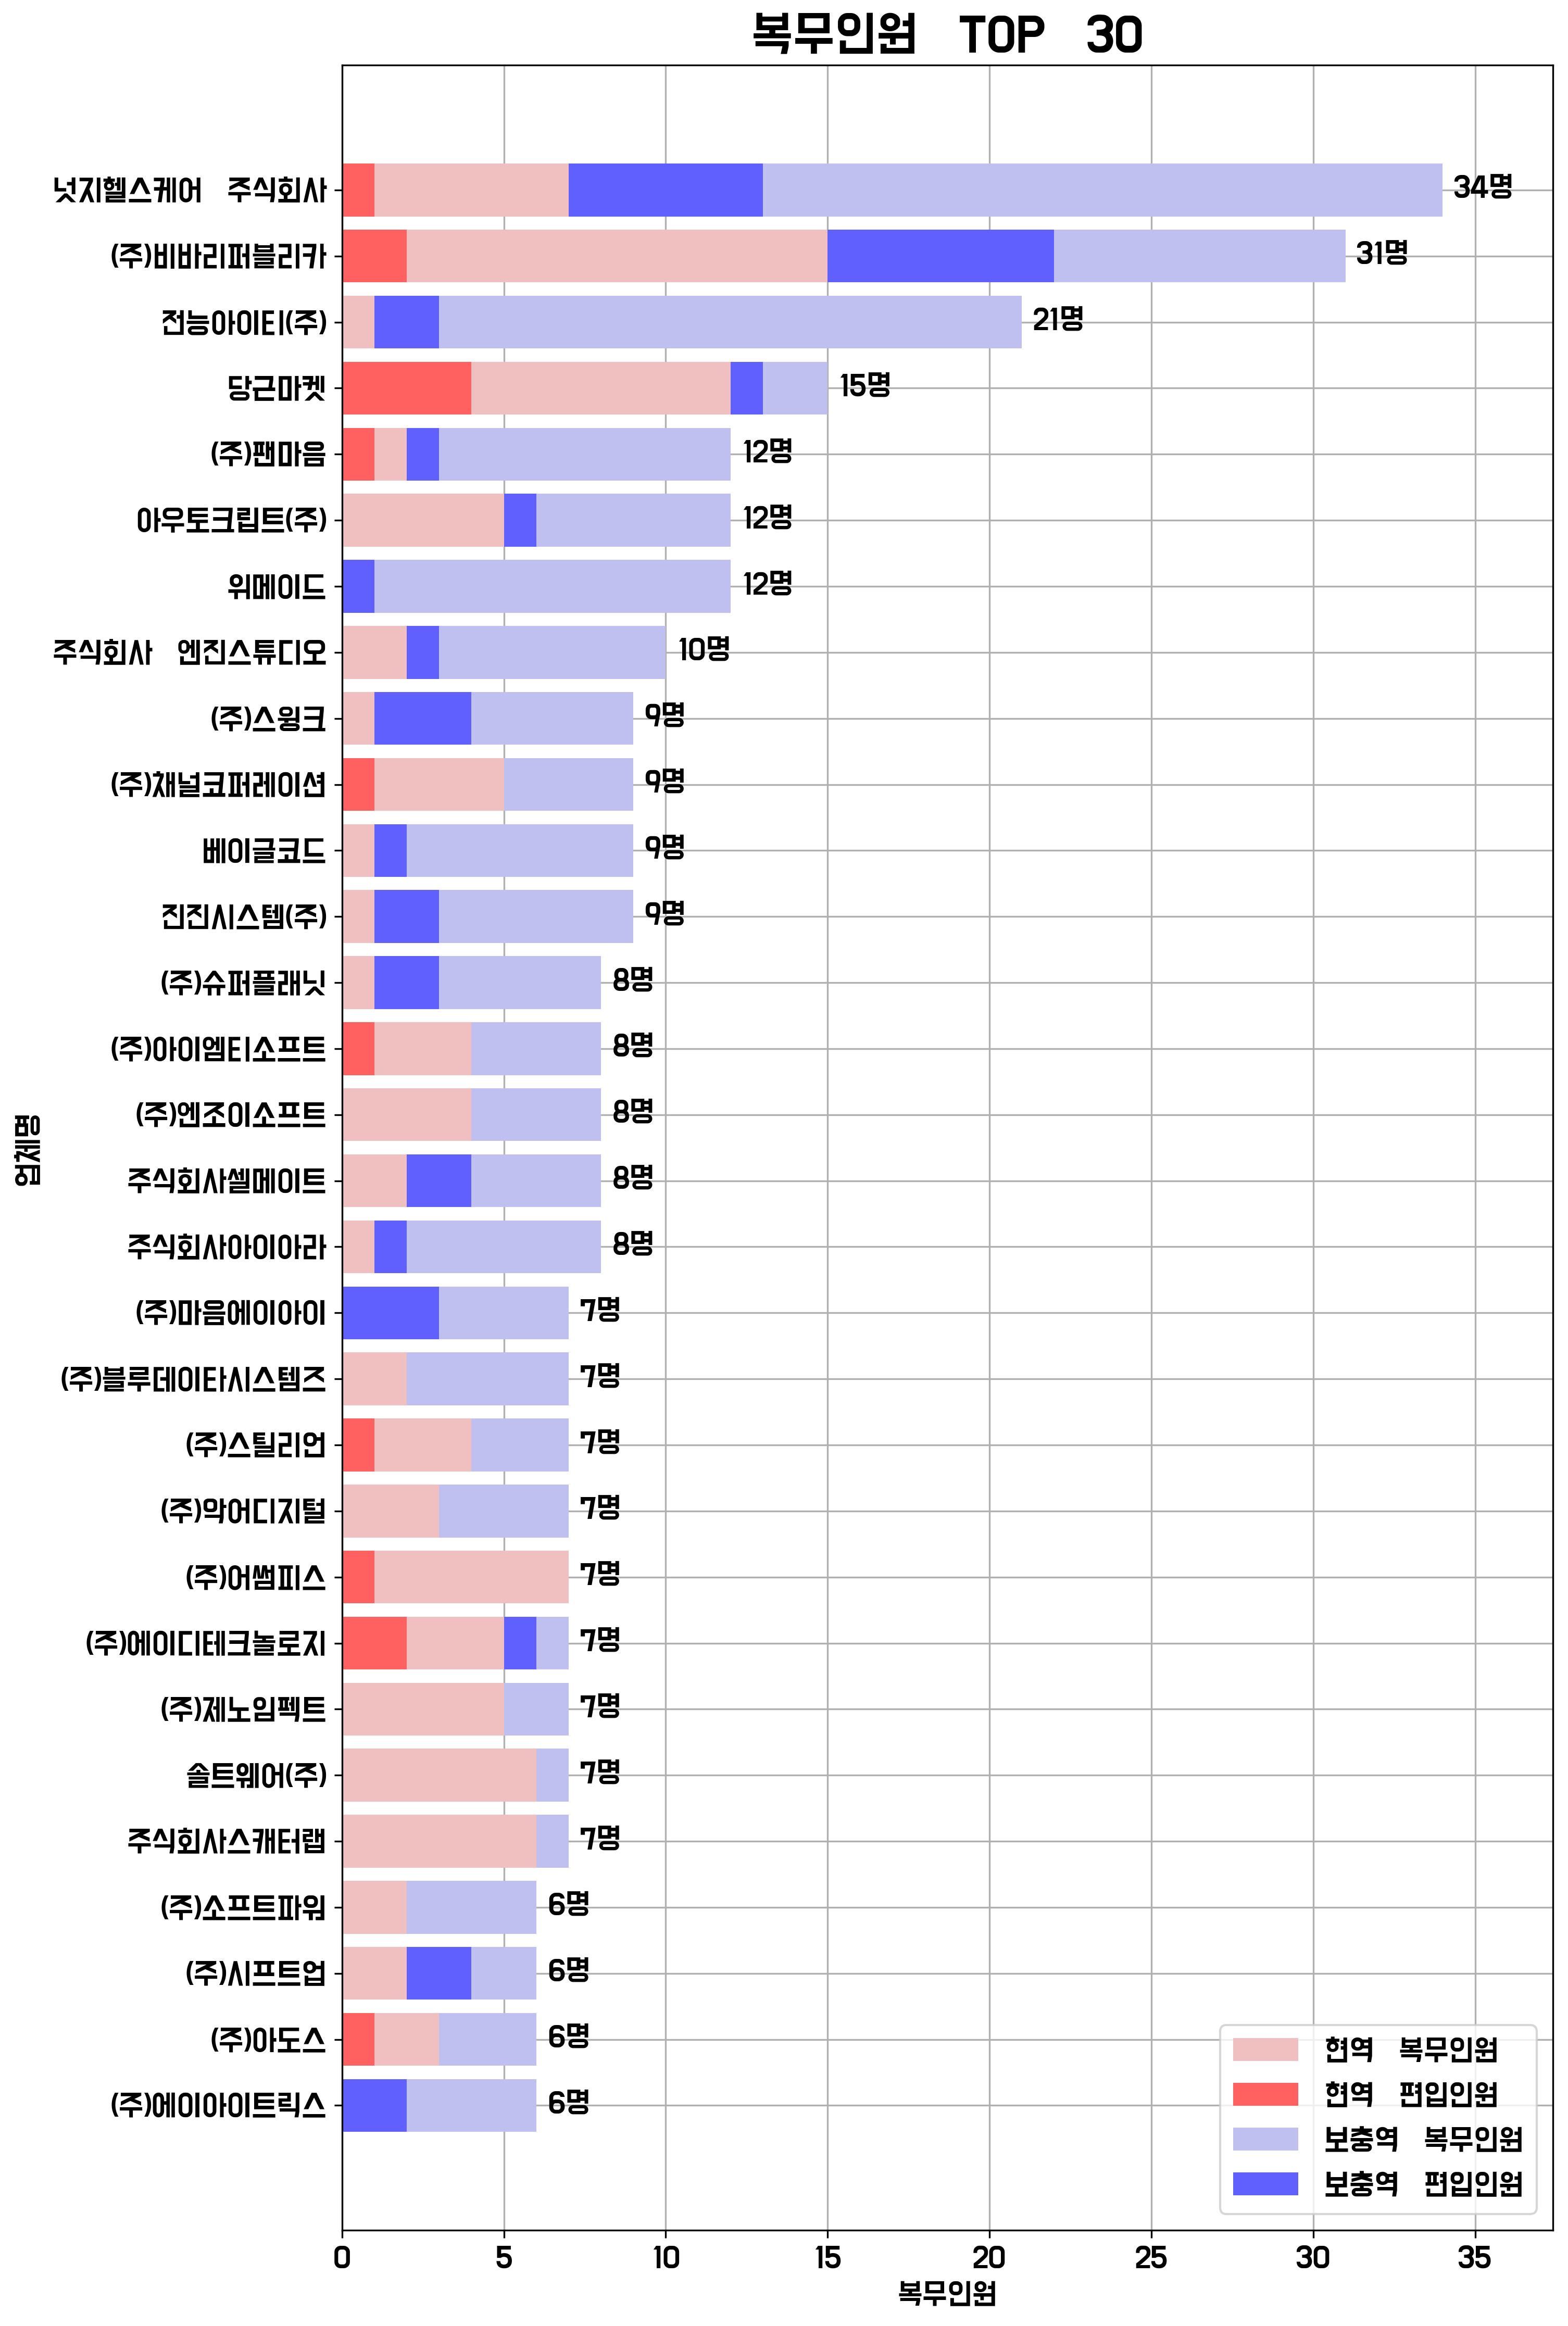 복무인원 TOP 30
넛지헬스케어 주식회사 34명
(주)비바리퍼블리카 31명
전능아이티(주) 21명
당근마켓 15명
(주)팬마음 12명
아우토크립트(주) 12명
위메이드 12명
주식회사 엔진스튜디오 10명
(주)스윙크 9명
(주)채널코퍼레이션 9명
베이글코드 9명
진진시스템(주) 9명
(주)슈퍼플래닛 8명
(주)아이엠티소프트 8명
(주)엔조이소프트 8명
주식회사셀메이트 8명
주식회사아이아라 8명
(주)마음에이아이 7명
(주)블루데이타시스템즈 7명
(주)스틸리언 7명
(주)악어디지털 7명
(주)어썸피스 7명
(주)에이디테크놀로지 7명
(주)제노임펙트 7명
솔트웨어(주) 7명
주식회사스캐터랩 7명
(주)소프트파워 6명
(주)시프트업 6명
(주)아도스 6명
(주)에이아이트릭스 6명
업체명
현역 복무인원
현역 편입인원
보충역 복무인원
보충역 편입인원
0 5 10 15 20 25 30 35
복무인원